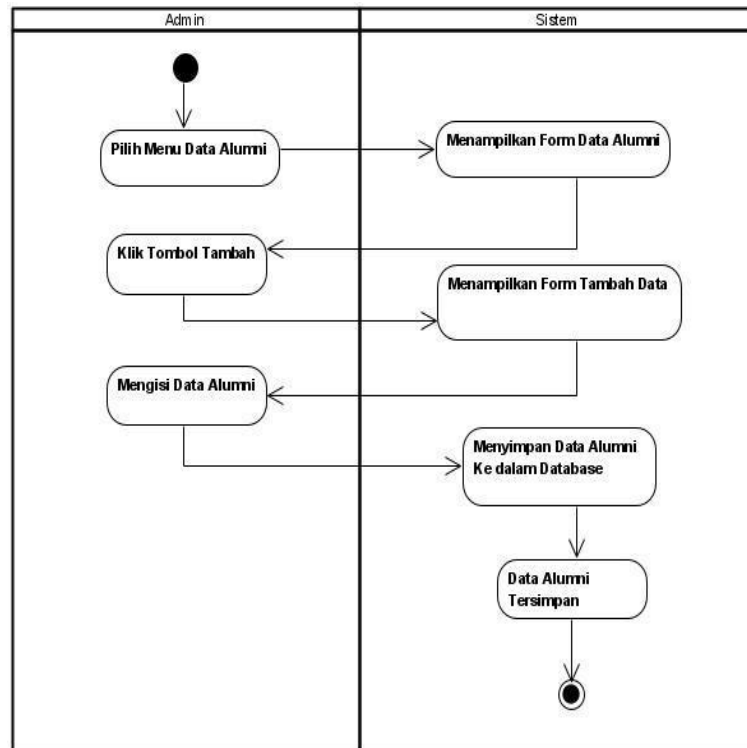 Admin
Sistem
Pilih Menu Data Alumni
Menampilkan Form Data Alumni
Klik Tombol Tambah
Menampilkan Form Tambah Data
Mengisi Data Alumni
Menyimpan Data Alumni
Ke dalam Database
Data Alumni
Tersimpan